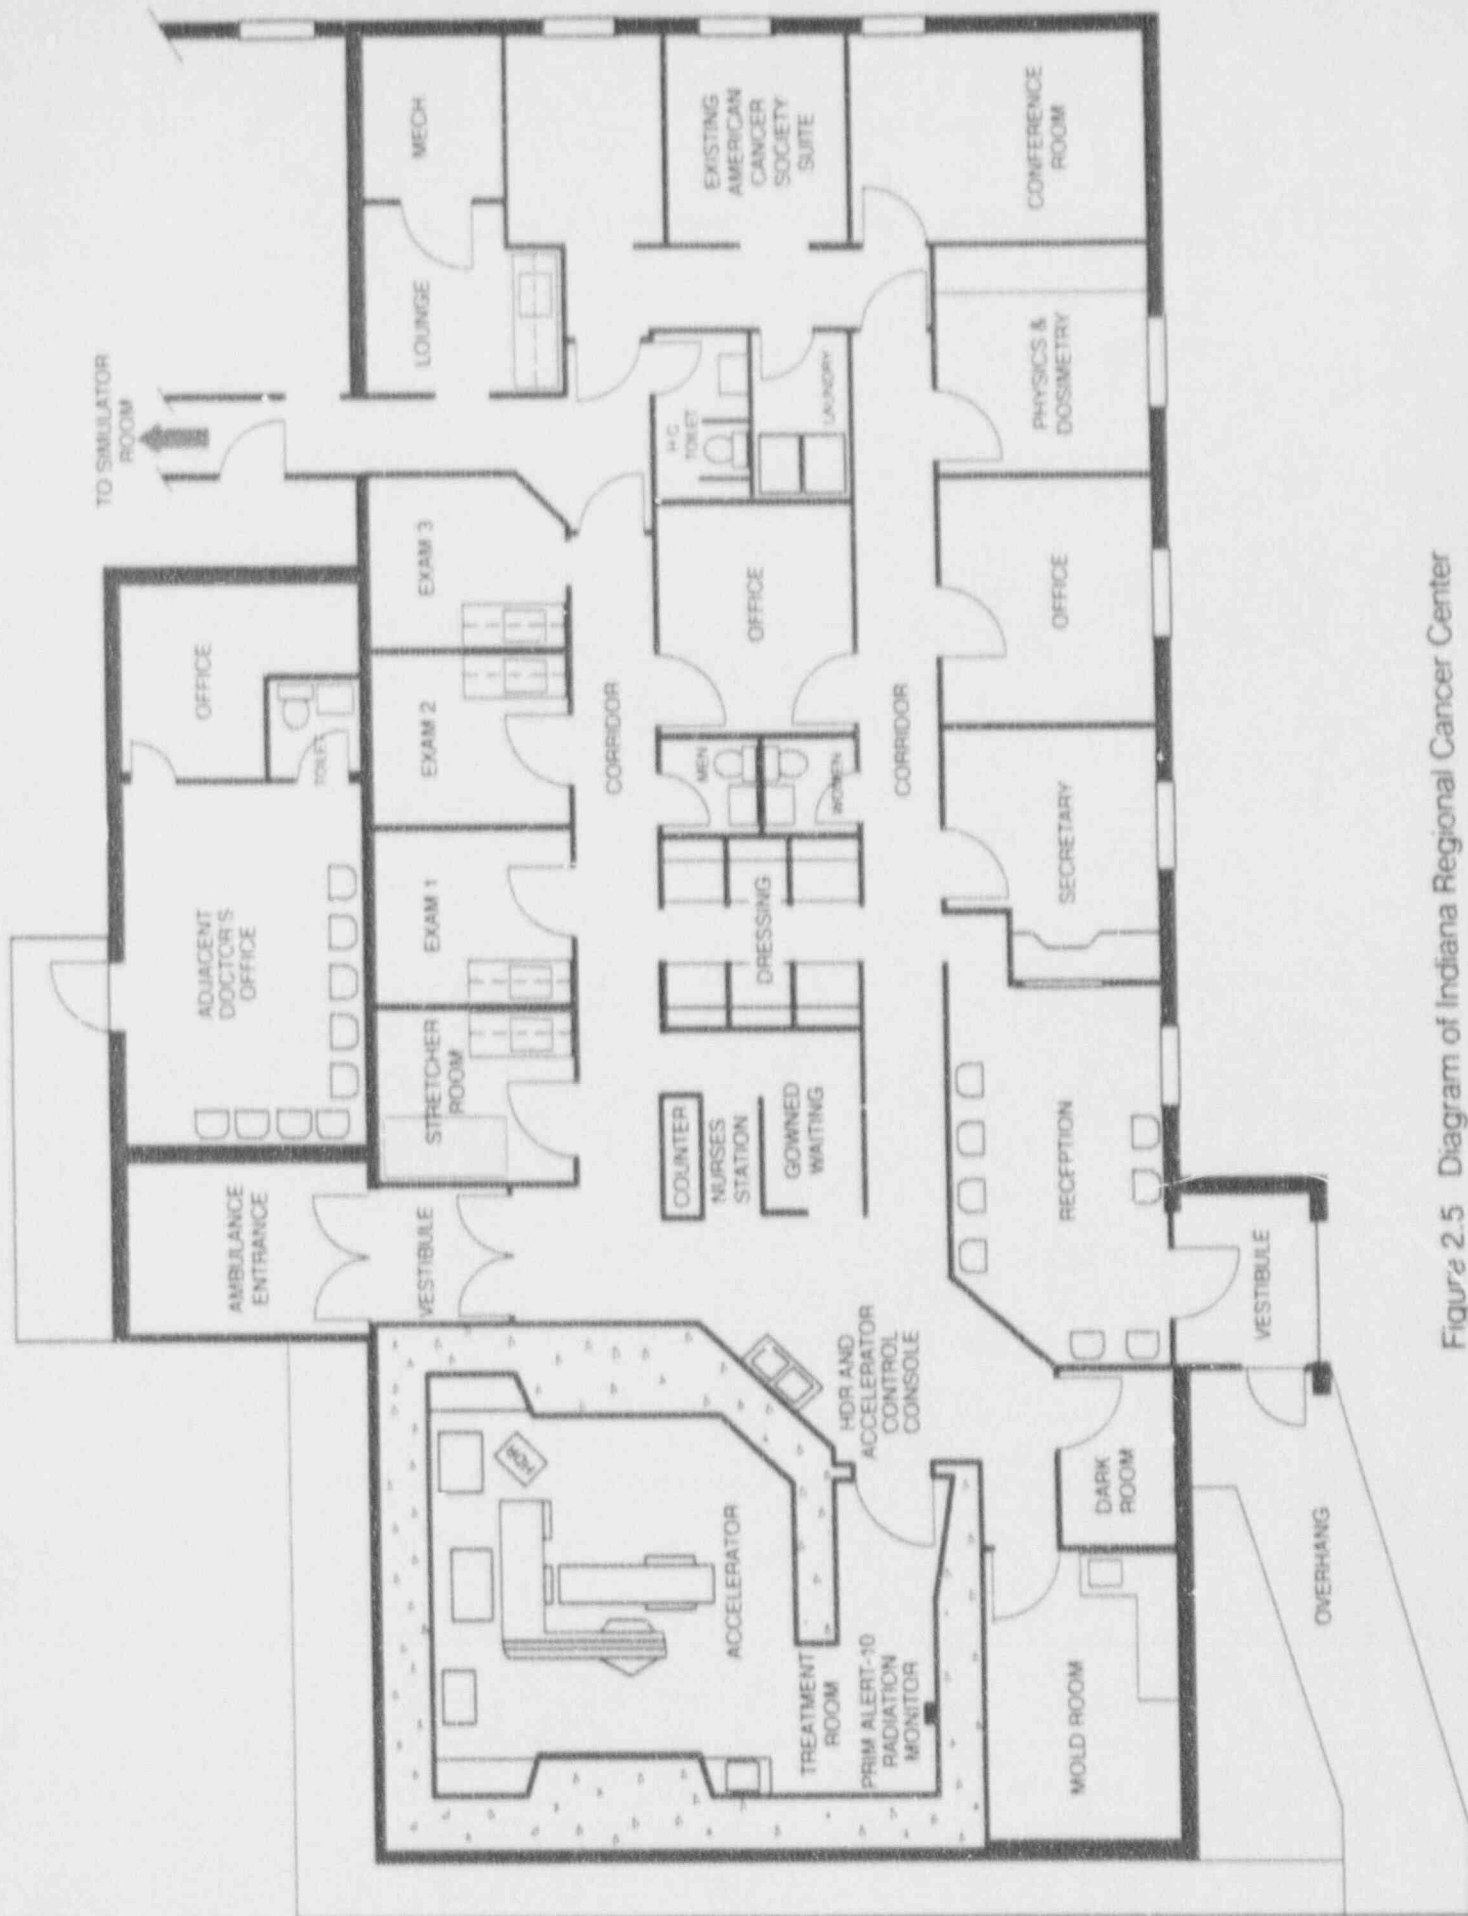 TO SIMULATOR
ROOM
AMBULANCE
ENTRANCE
ADJACENT
DOCTOR'S
OFFICE
OFFICE
TOILET
VESTIBULE
STRETCHER
ROOM
EXAM 1
EXAM 2
EXAM 3
LOUNGE
MECH
HDR
CORRIDOR
ACCELERATOR
COUNTER
NURSES
STATION
GOWNED
WAITING
DRESSING
MEN
WOMEN
OFFICE
H/C
TOILET
LAUNDRY
EXISTING
AMERICAN
CANCER
SOCIETY
SUITE
TREATMENT
ROOM
PRIM ALERT-10
RADIATION
MONITOR
HDR AND
ACCELERATOR
CONTROL
CONSOLE
CORRIDOR
MOLD ROOM
DARK
ROOM
RECEPTION
SECRETARY
OFFICE
PHYSICS &
DOSIMETRY
CONFERENCE
ROOM
OVERHANG
VESTIBULE
Figure 2.5 Diagram of Indiana Regional Cancer Center